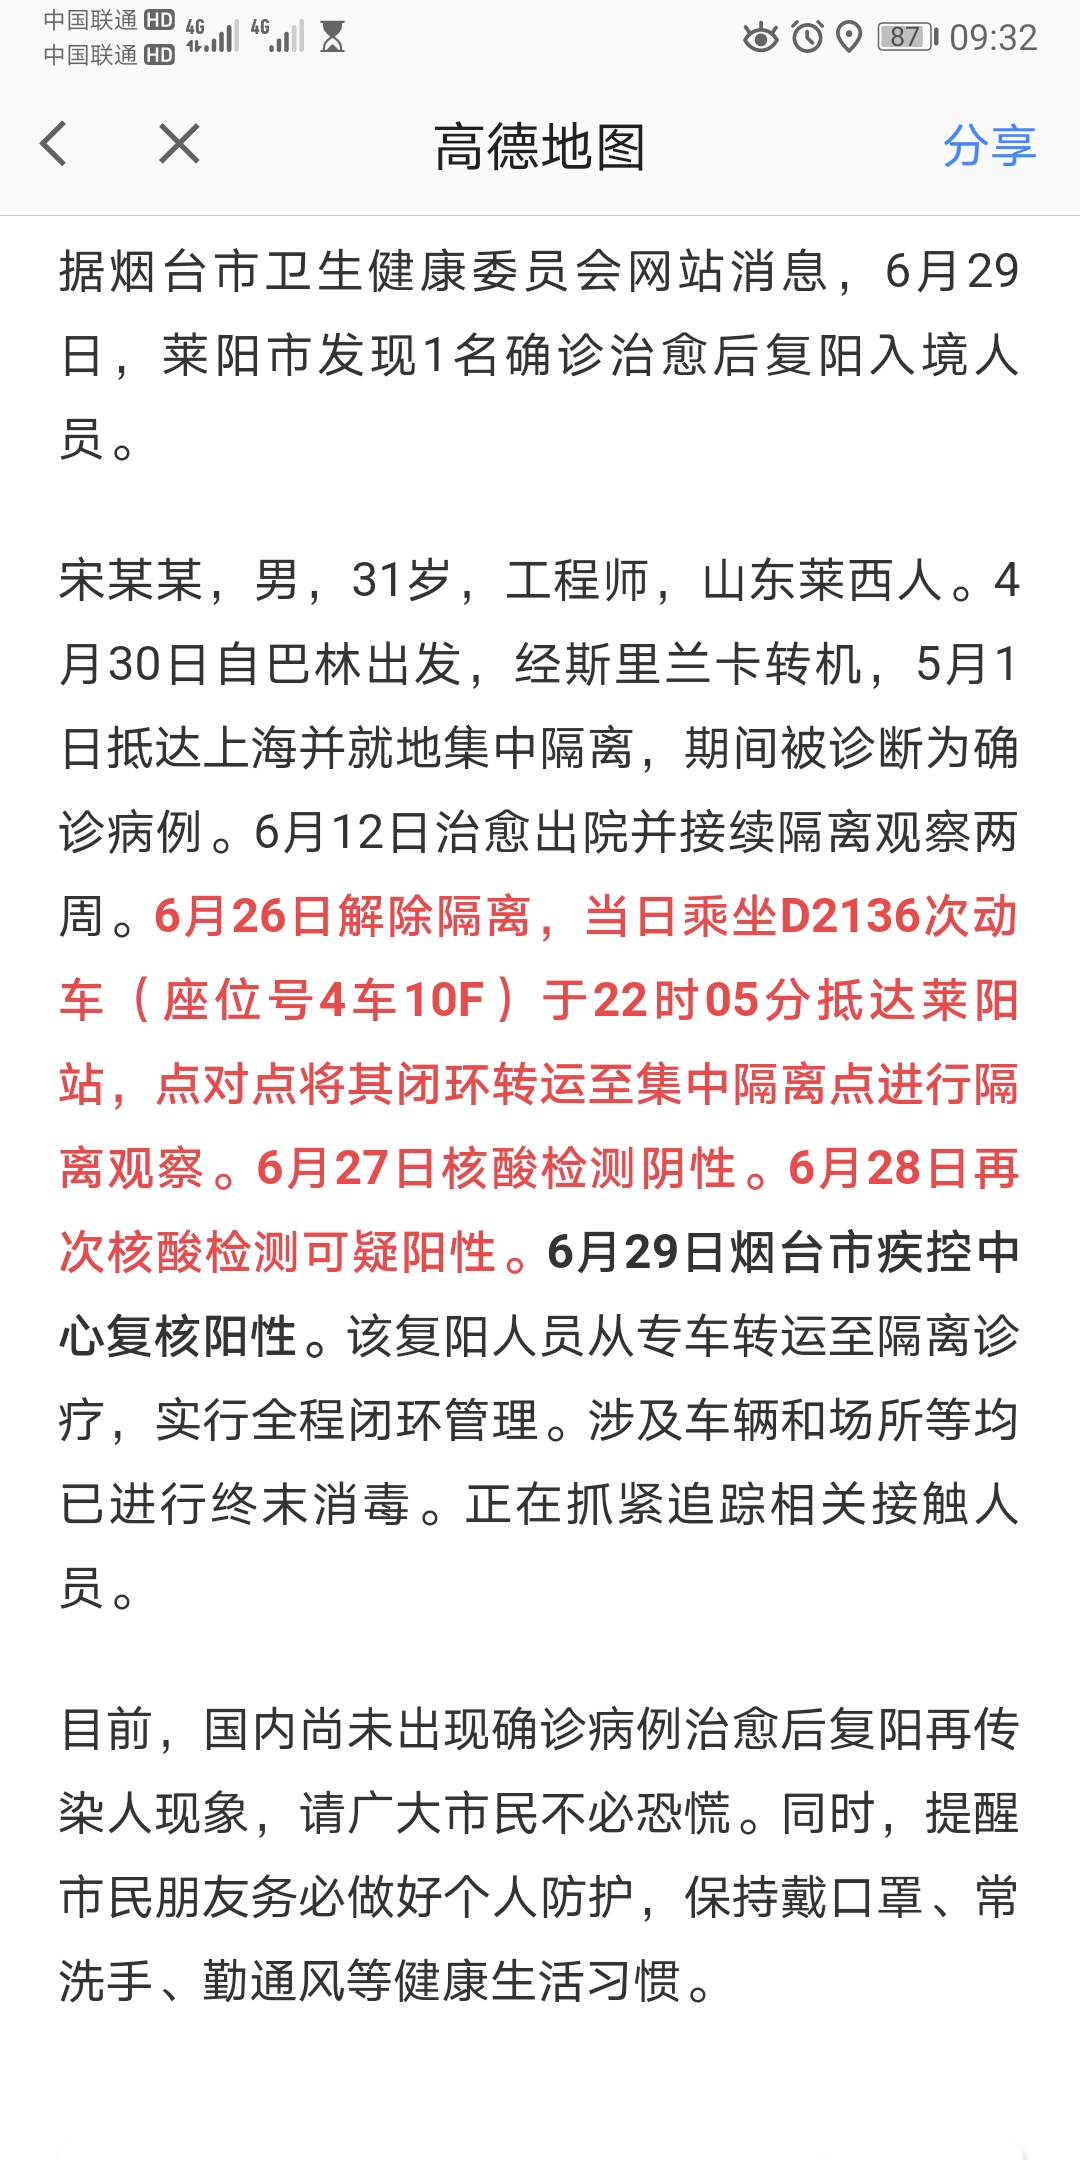 中国联通 HD 4G 4G 87 09:32
中国联通 HD
高德地图 分享
据烟台市卫生健康委员会网站消息，6月29
日，莱阳市发现1名确诊治愈后复阳入境人
员。
宋某某，男，31岁，工程师，山东莱西人。4
月30日自巴林出发，经斯里兰卡转机，5月1
日抵达上海并就地集中隔离，期间被诊断为确
诊病例。6月12日治愈出院并接续隔离观察两
周。6月26日解除隔离，当日乘坐D2136次动
车（座位号4车10F）于22时05分抵达莱阳
站，点对点将其闭环转运至集中隔离点进行隔
离观察。6月27日核酸检测阴性。6月28日再
次核酸检测可疑阳性。6月29日烟台市疾控中
心复核阳性。该复阳人员从专车转运至隔离诊
疗，实行全程闭环管理。涉及车辆和场所等均
已进行终末消毒。正在抓紧追踪相关接触人
员。
目前，国内尚未出现确诊病例治愈后复阳再传
染人现象，请广大市民不必恐慌。同时，提醒
市民朋友务必做好个人防护，保持戴口罩、常
洗手、勤通风等健康生活习惯。